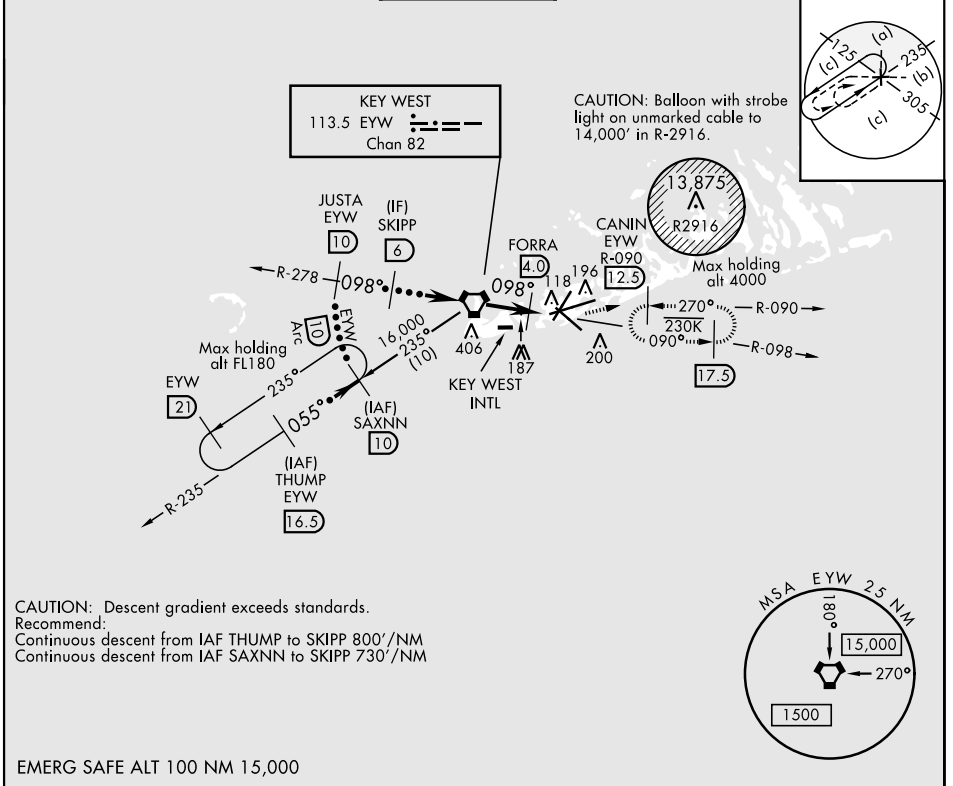 125
(a)
235
(c)
(b)
305
(c)
KEY WEST
113.5 EYW
Chan 82
CAUTION: Balloon with strobe
light on unmarked cable to
14,000' in R-2916.
13,875
R2916
JUSTA
EYW
10
(IF)
SKIPP
6
FORRA
4.0
CANIN
EYW
R-090
12.5
Max holding
alt 4000
R-278
098°
098°
118
196
270°
R-090
230K
090°
R-098
17.5
EYW
10
Arc
16,000
235°
(10)
406
187
200
KEY WEST
INTL
Max holding
alt FL180
235°
EYW
21
055°
(IAF)
SAXNN
10
(IAF)
THUMP
EYW
16.5
R-235
CAUTION: Descent gradient exceeds standards.
Recommend:
Continuous descent from IAF THUMP to SKIPP 800'/NM
Continuous descent from IAF SAXNN to SKIPP 730'/NM
MSA EYW 25 NM
180°
15,000
270°
1500
EMERG SAFE ALT 100 NM 15,000